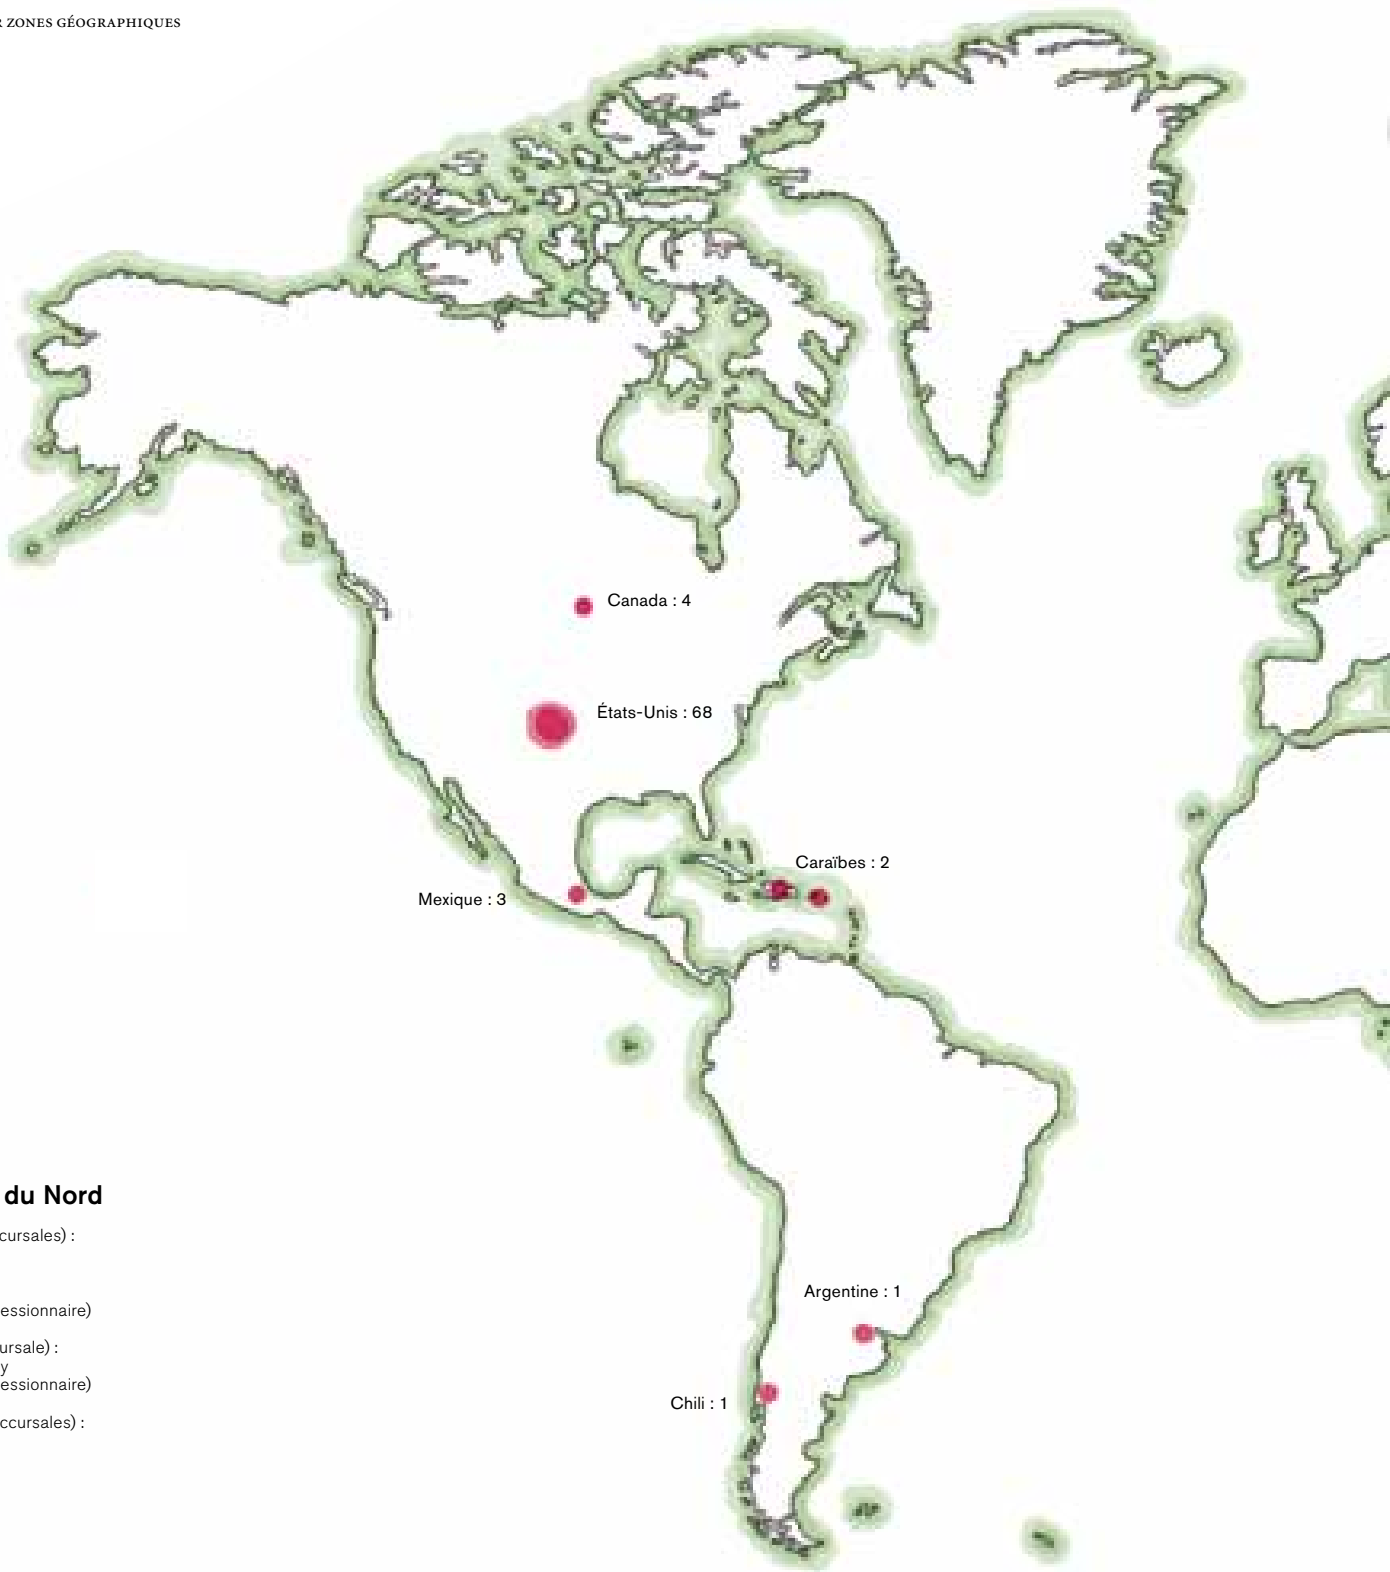 R ZONES GÉOGRAPHIQUES
Canada : 4
États-Unis : 68
Caraïbes : 2
Mexique : 3
du Nord
ccursales) :
essionnaire)
ursale) :
y
essionnaire)
ccursales) :
Argentine : 1
Chili : 1